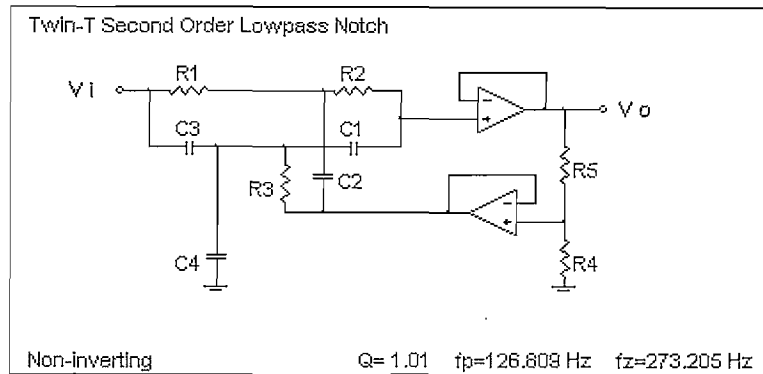 Twin-T Second Order Lowpass Notch
R1
R2
Vi
Vo
C3
C1
R5
R3
C2
C4
R4
Non-inverting Q= 1.01 fp=126.809 Hz fz=273.205 Hz